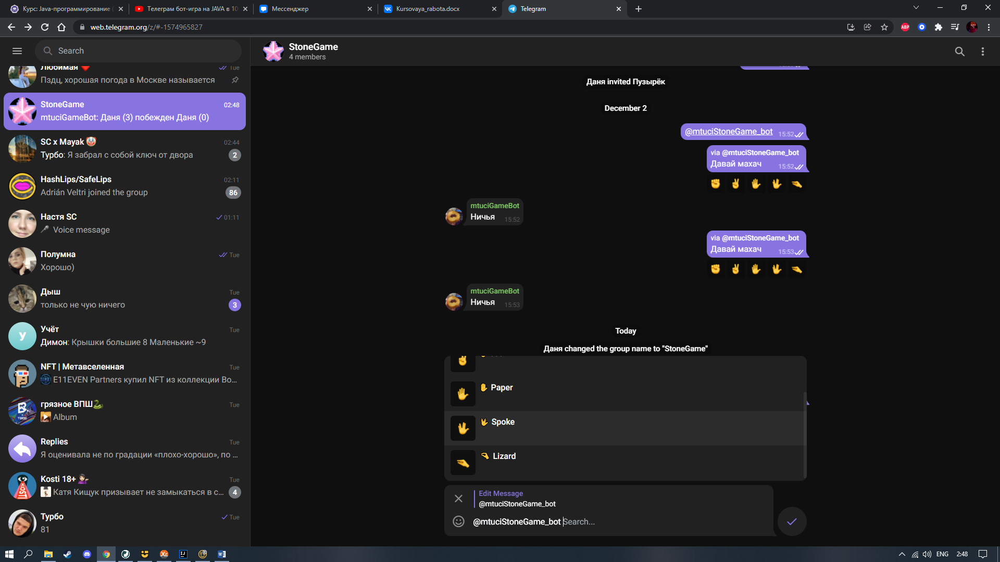 Курс: Java-программирование (
Телеграм бот-игра на JAVA в 10
Мессенджер
Kursovaya_rabota.docx
Telegram
web.telegram.org/z/#-1574965827
ABP
Search
StoneGame
4 members
Любимая
Tue
Пздц, хорошая погода в Москве называется
StoneGame
02:48
mtuciGameBot: Даня (3) побежден Даня (0)
SC x Mayak 🤡
02:44
Турбо: Я забрал с собой ключ от двора
2
HashLips/SafeLips
02:11
Adrián Veltri joined the group
86
Настя SC
01:11
Voice message
Полумна
Tue
Хорошо)
Дыш
Tue
только не чую ничего
3
У
Учёт
Tue
Димон: Крышки большие 8 Маленькие ~9
NFT | Метавселенная
Tue
E11EVEN Partners купил NFT из коллекции Bo...
грязное ВПШ🐍
Tue
Album
Replies
Tue
Я оценивала не по градации «плохо-хорошо», по ...
Kosti 18+
Tue
Катя Кищук призывает не замыкаться в с...
4
Турбо
Tue
81
Даня invited Пузырёк
December 2
@mtuciStoneGame_bot 15:52
via @mtuciStoneGame_bot
Давай махач 15:52
mtuciGameBot
Ничья 15:52
via @mtuciStoneGame_bot
Давай махач 15:53
mtuciGameBot
Ничья 15:53
Today
Даня changed the group name to "StoneGame"
Paper
Spoke
Lizard
Edit Message
@mtuciStoneGame_bot
@mtuciStoneGame_bot Search...
ENG
2:48